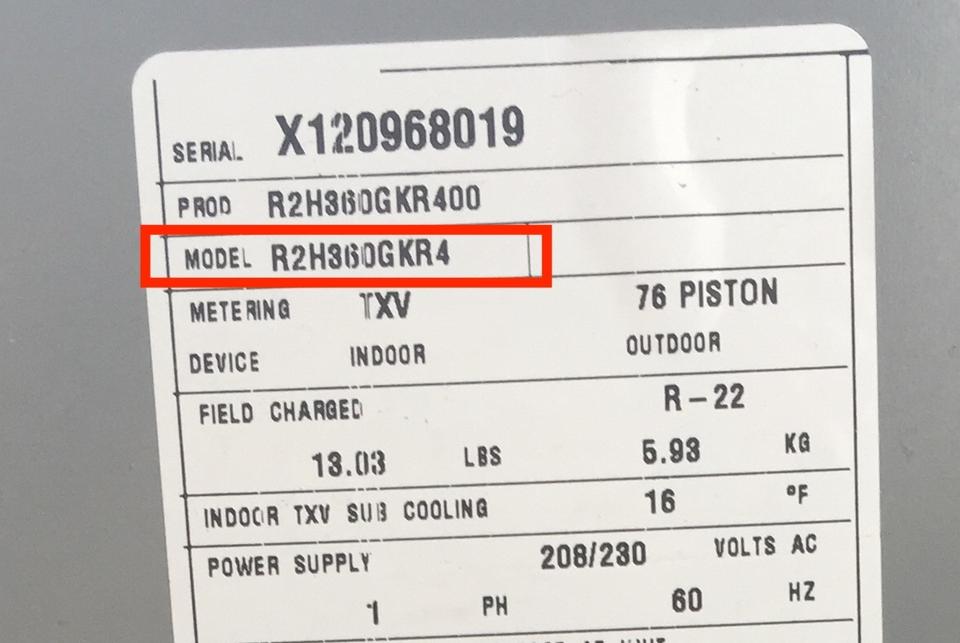 SERIAL X120968019
PROD R2H360GKR400
MODEL R2H360GKR4
METERING TXV 76 PISTON
DEVICE INDOOR OUTDOOR
FIELD CHARGED R-22
13.03 LBS 5.93 KG
INDOOR TXV SUB COOLING 16 °F
POWER SUPPLY 208/230 VOLTS AC
1 PH 60 HZ